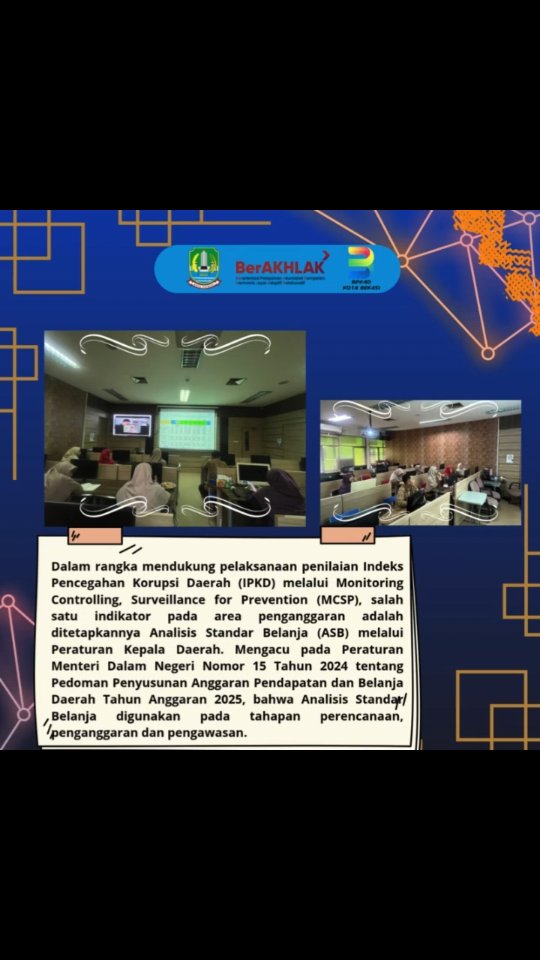 BerAKHLAK
BPKAD
KOTA BEKASI
Dalam rangka mendukung pelaksanaan penilaian Indeks
Pencegahan Korupsi Daerah (IPKD) melalui Monitoring
Controlling, Surveillance for Prevention (MCSP), salah
satu indikator pada area penganggaran adalah
ditetapkannya Analisis Standar Belanja (ASB) melalui
Peraturan Kepala Daerah. Mengacu pada Peraturan
Menteri Dalam Negeri Nomor 15 Tahun 2024 tentang
Pedoman Penyusunan Anggaran Pendapatan dan Belanja
Daerah Tahun Anggaran 2025, bahwa Analisis Standar
Belanja digunakan pada tahapan perencanaan,
penganggaran dan pengawasan.